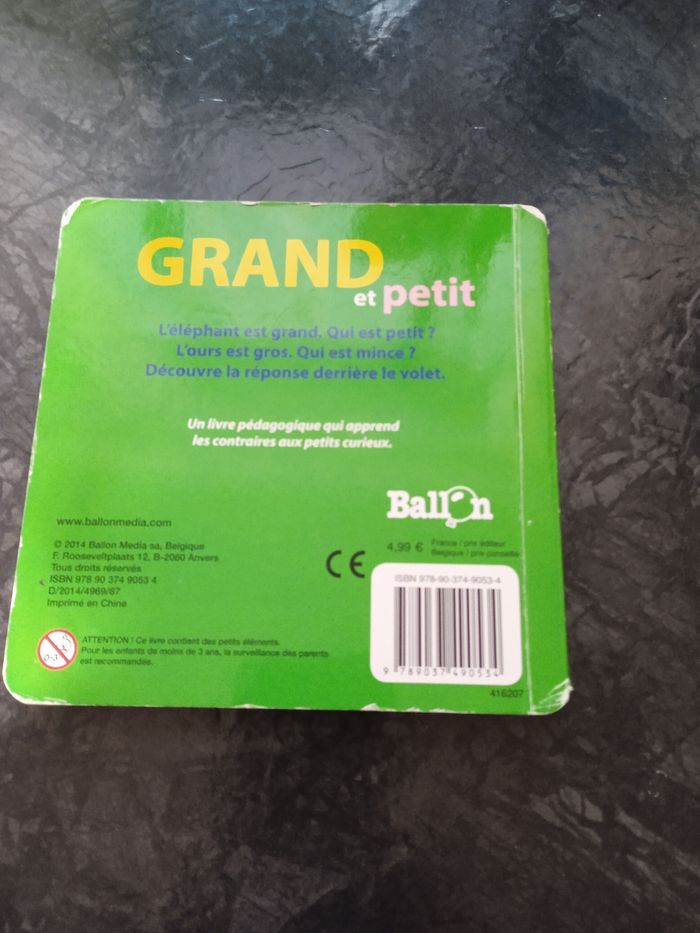 GRAND
et petit
L'éléphant est grand. Qui est petit ?
L'ours est gros. Qui est mince ?
Découvre la réponse derrière le volet.
Un livre pédagogique qui apprend
les contraires aux petits curieux.
Ballon
www.ballonmedia.com
© 2014 Ballon Media sa, Belgique
F. Rooseveltplaats 12, B-2060 Anvers
Tous droits réservés
ISBN 978 90 374 9053 4
D/2014/4969/67
Imprimé en Chine
CE
4,99 € France / prix éditeur
Belgique / prix conseillé
ISBN 978-90-374-9053-4
9 789037 490534
416207
0-3
ATTENTION ! Ce livre contient des petits éléments.
Pour les enfants de moins de 3 ans, la surveillance des parents
est recommandée.